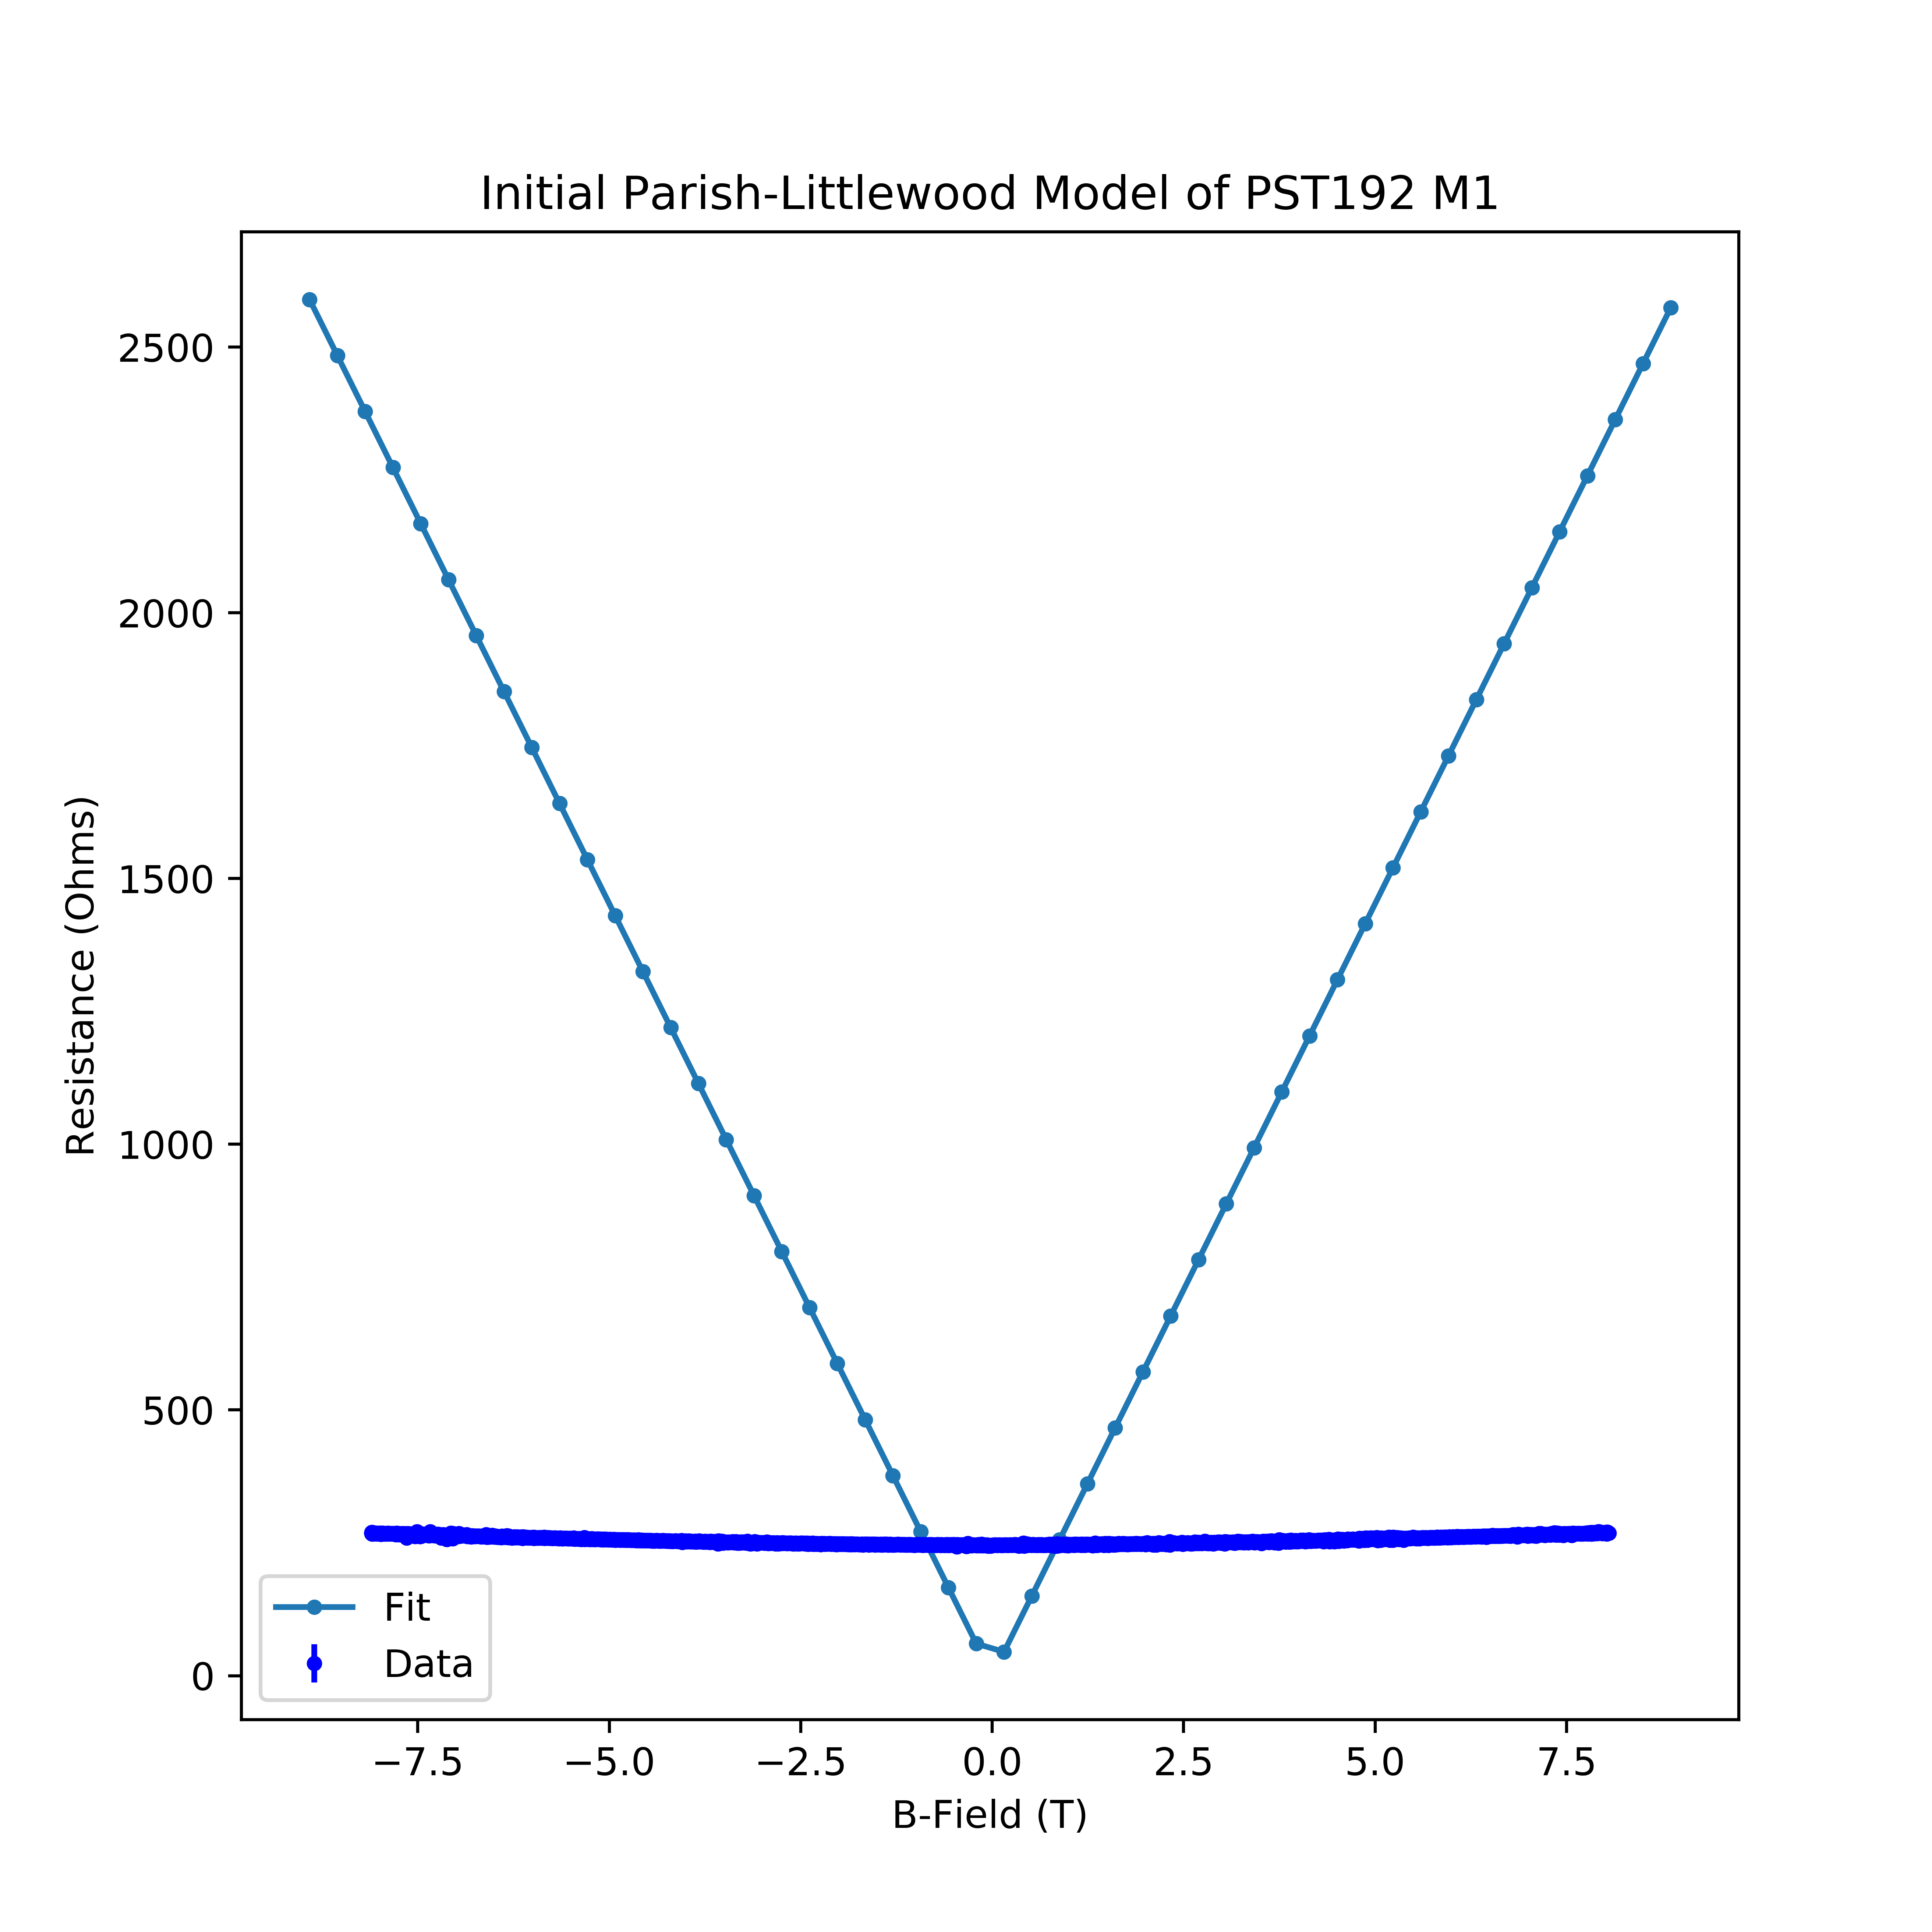 Initial Parish-Littlewood Model of PST192 M1
2500
2000
1500
1000
500
0
Resistance (Ohms)
Fit
Data
−7.5 −5.0 −2.5 0.0 2.5 5.0 7.5
B-Field (T)